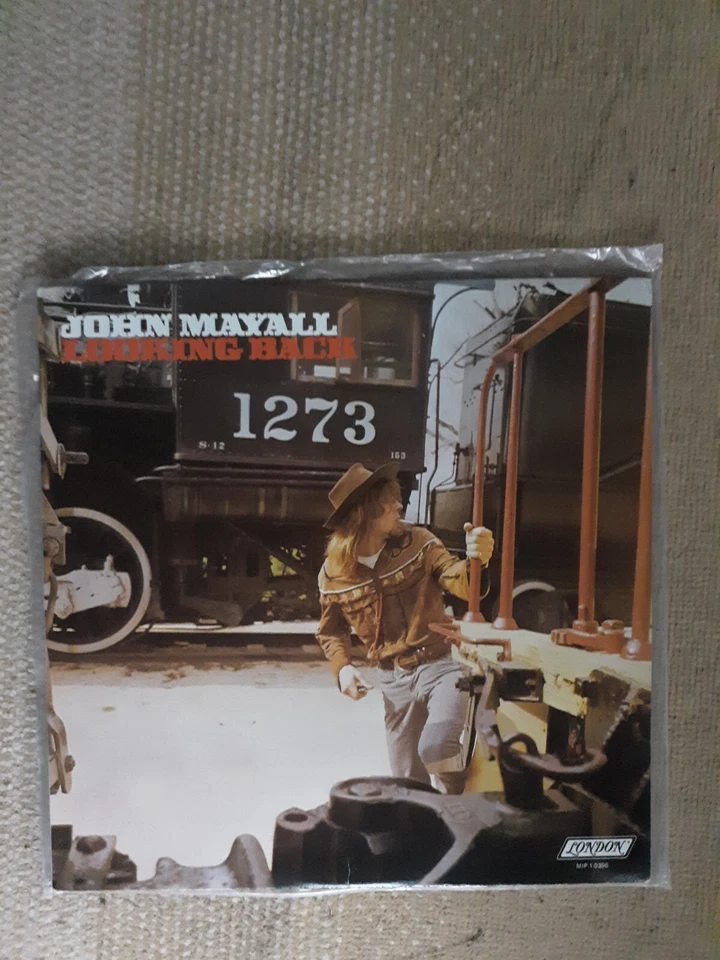 JOHN MAYALL
LOOKING BACK
1273
S-12
153
LONDON